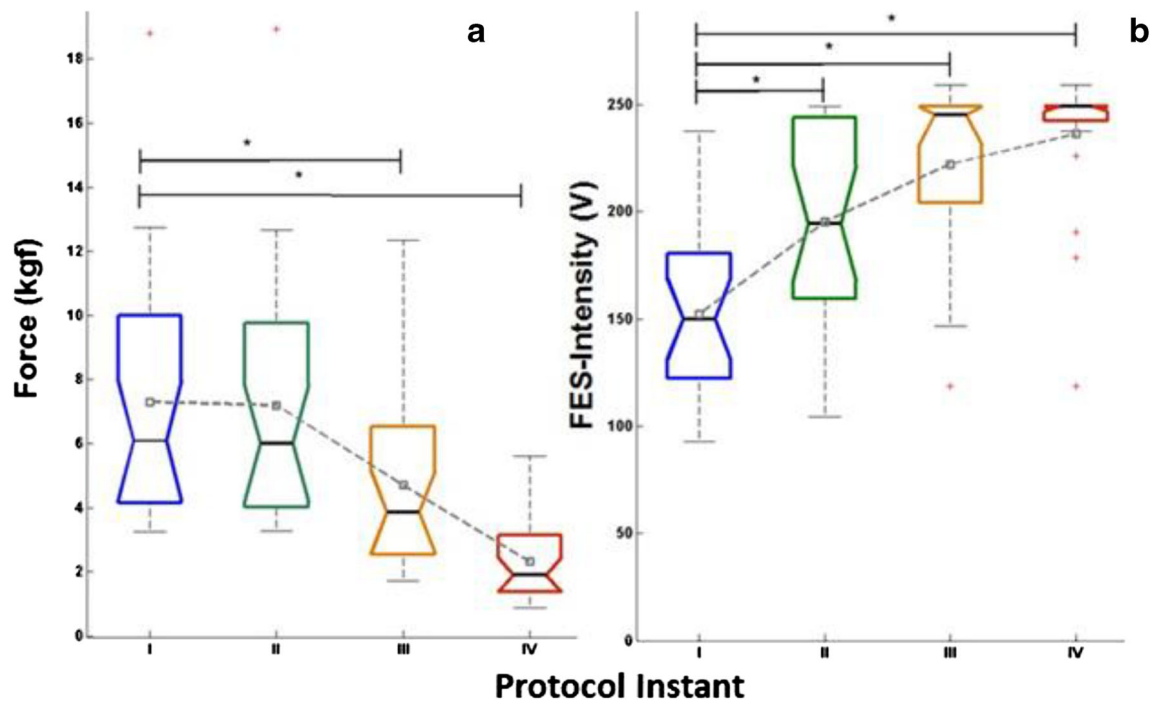 a
Force (kgf)
18
16
14
12
10
8
6
4
2
0
*
*
I
II
III
IV
b
FES-Intensity (V)
250
200
150
100
50
0
*
*
*
I
II
III
IV
Protocol Instant